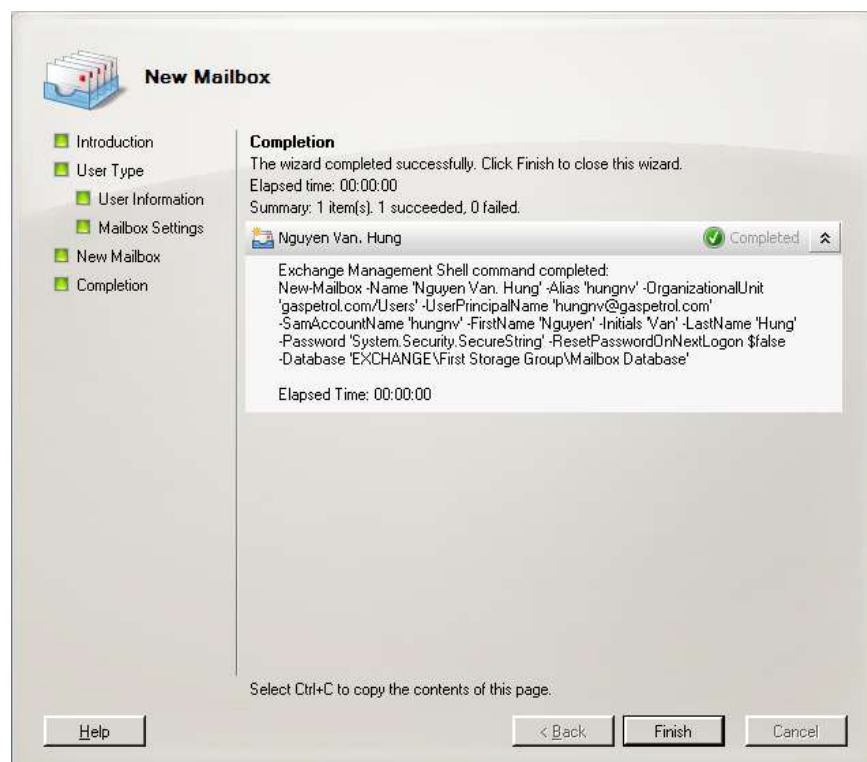 New Mailbox
Introduction
User Type
User Information
Mailbox Settings
New Mailbox
Completion
Completion
The wizard completed successfully. Click Finish to close this wizard.
Elapsed time: 00:00:00
Summary: 1 item(s). 1 succeeded, 0 failed.
Nguyen Van. Hung
Completed
Exchange Management Shell command completed:
New-Mailbox -Name 'Nguyen Van. Hung' -Alias 'hungnv' -OrganizationalUnit
'gaspetrol.com/Users' -UserPrincipalName 'hungnv@gaspetrol.com'
-SamAccountName 'hungnv' -FirstName 'Nguyen' -Initials 'Van' -LastName 'Hung'
-Password 'System.Security.SecureString' -ResetPasswordOnNextLogon $false
-Database 'EXCHANGE\First Storage Group\Mailbox Database'
Elapsed Time: 00:00:00
Select Ctrl+C to copy the contents of this page.
Help
< Back
Finish
Cancel